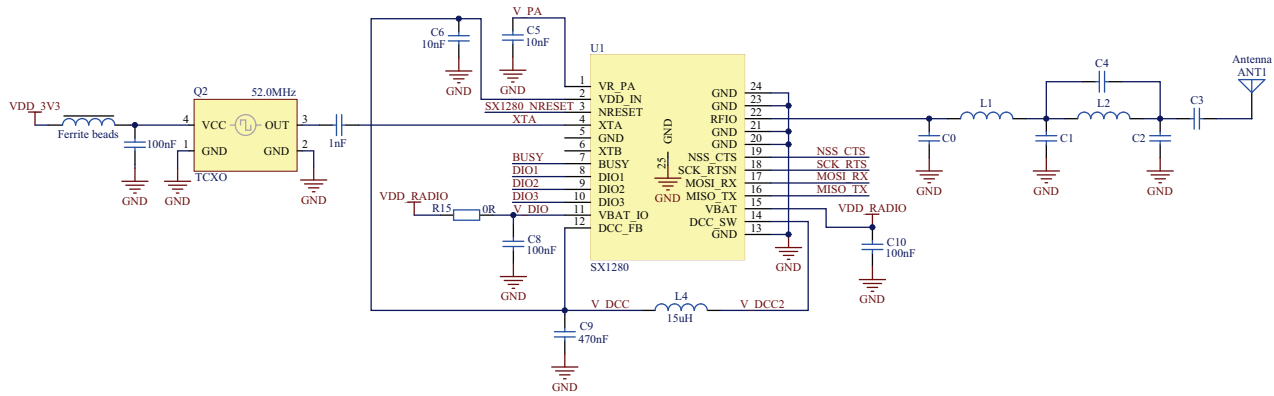 V_PA
C6
10nF
GND
C5
10nF
GND
U1
Q2
52.0MHz
VDD_3V3
Ferrite beads
100nF
GND
4
VCC
OUT
3
1
GND
GND
2
TCXO
GND
GND
1nF
SX1280_NRESET
XTA
BUSY
DIO1
DIO2
DIO3
VDD_RADIO
R15
0R
V_DIO
C8
100nF
GND
1
VR_PA
2
VDD_IN
3
NRESET
4
XTA
5
GND
6
XTB
7
BUSY
8
DIO1
9
DIO2
10
DIO3
11
VBAT_IO
12
DCC_FB
GND
25
GND
GND
24
GND
23
RFIO
22
GND
21
GND
20
NSS_CTS
19
SCK_RTSN
18
MOSI_RX
17
MISO_TX
16
VBAT
15
DCC_SW
14
GND
13
SX1280
NSS_CTS
SCK_RTS
MOSI_RX
MISO_TX
VDD_RADIO
C10
100nF
GND
GND
V_DCC
L4
15uH
V_DCC2
C9
470nF
GND
C0
GND
L1
C4
L2
C1
GND
C2
GND
C3
Antenna
ANT1